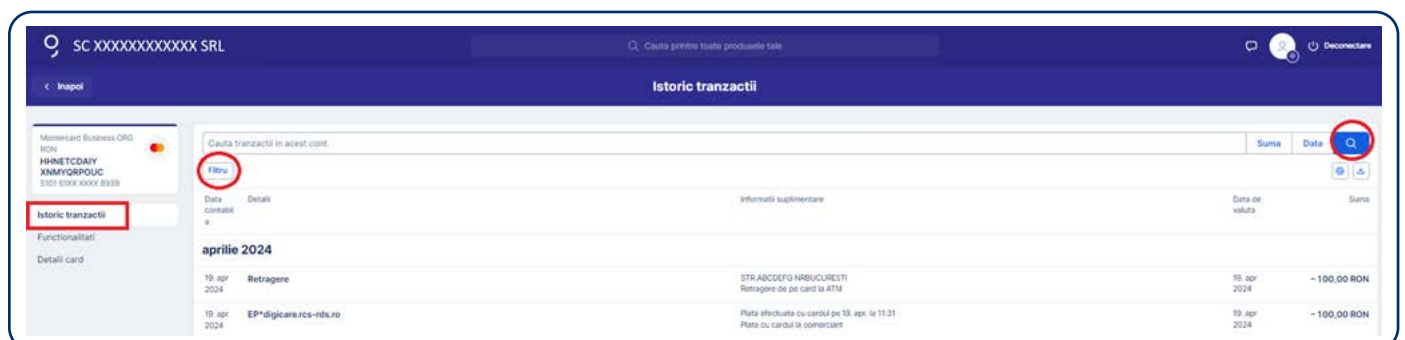 SC XXXXXXXXXXXX SRL
Cauta printre toate produsele tale
Deconectare
Inapoi
Istoric tranzactii
Mastercard Business ORG
RON
HHNETCDAIY
XNMYQRPOUC
5101 61XX XXXX 8939
Istoric tranzactii
Functionalitati
Detalii card
Cauta tranzactii in acest cont.
Suma
Data
Filtru
Data
contabil
a
Detalii
Informatii suplimentare
Data de
valuta
Suma
aprilie 2024
19. apr
2024
Retragere
STR.ABCDEFG NRBUCURESTI
Retragere de pe card la ATM
19. apr
2024
- 100,00 RON
19. apr
2024
EP*digicare.rcs-rds.ro
Plata efectuata cu cardul pe 19. apr. la 11:31
Plata cu cardul la comerciant
19. apr
2024
- 100,00 RON